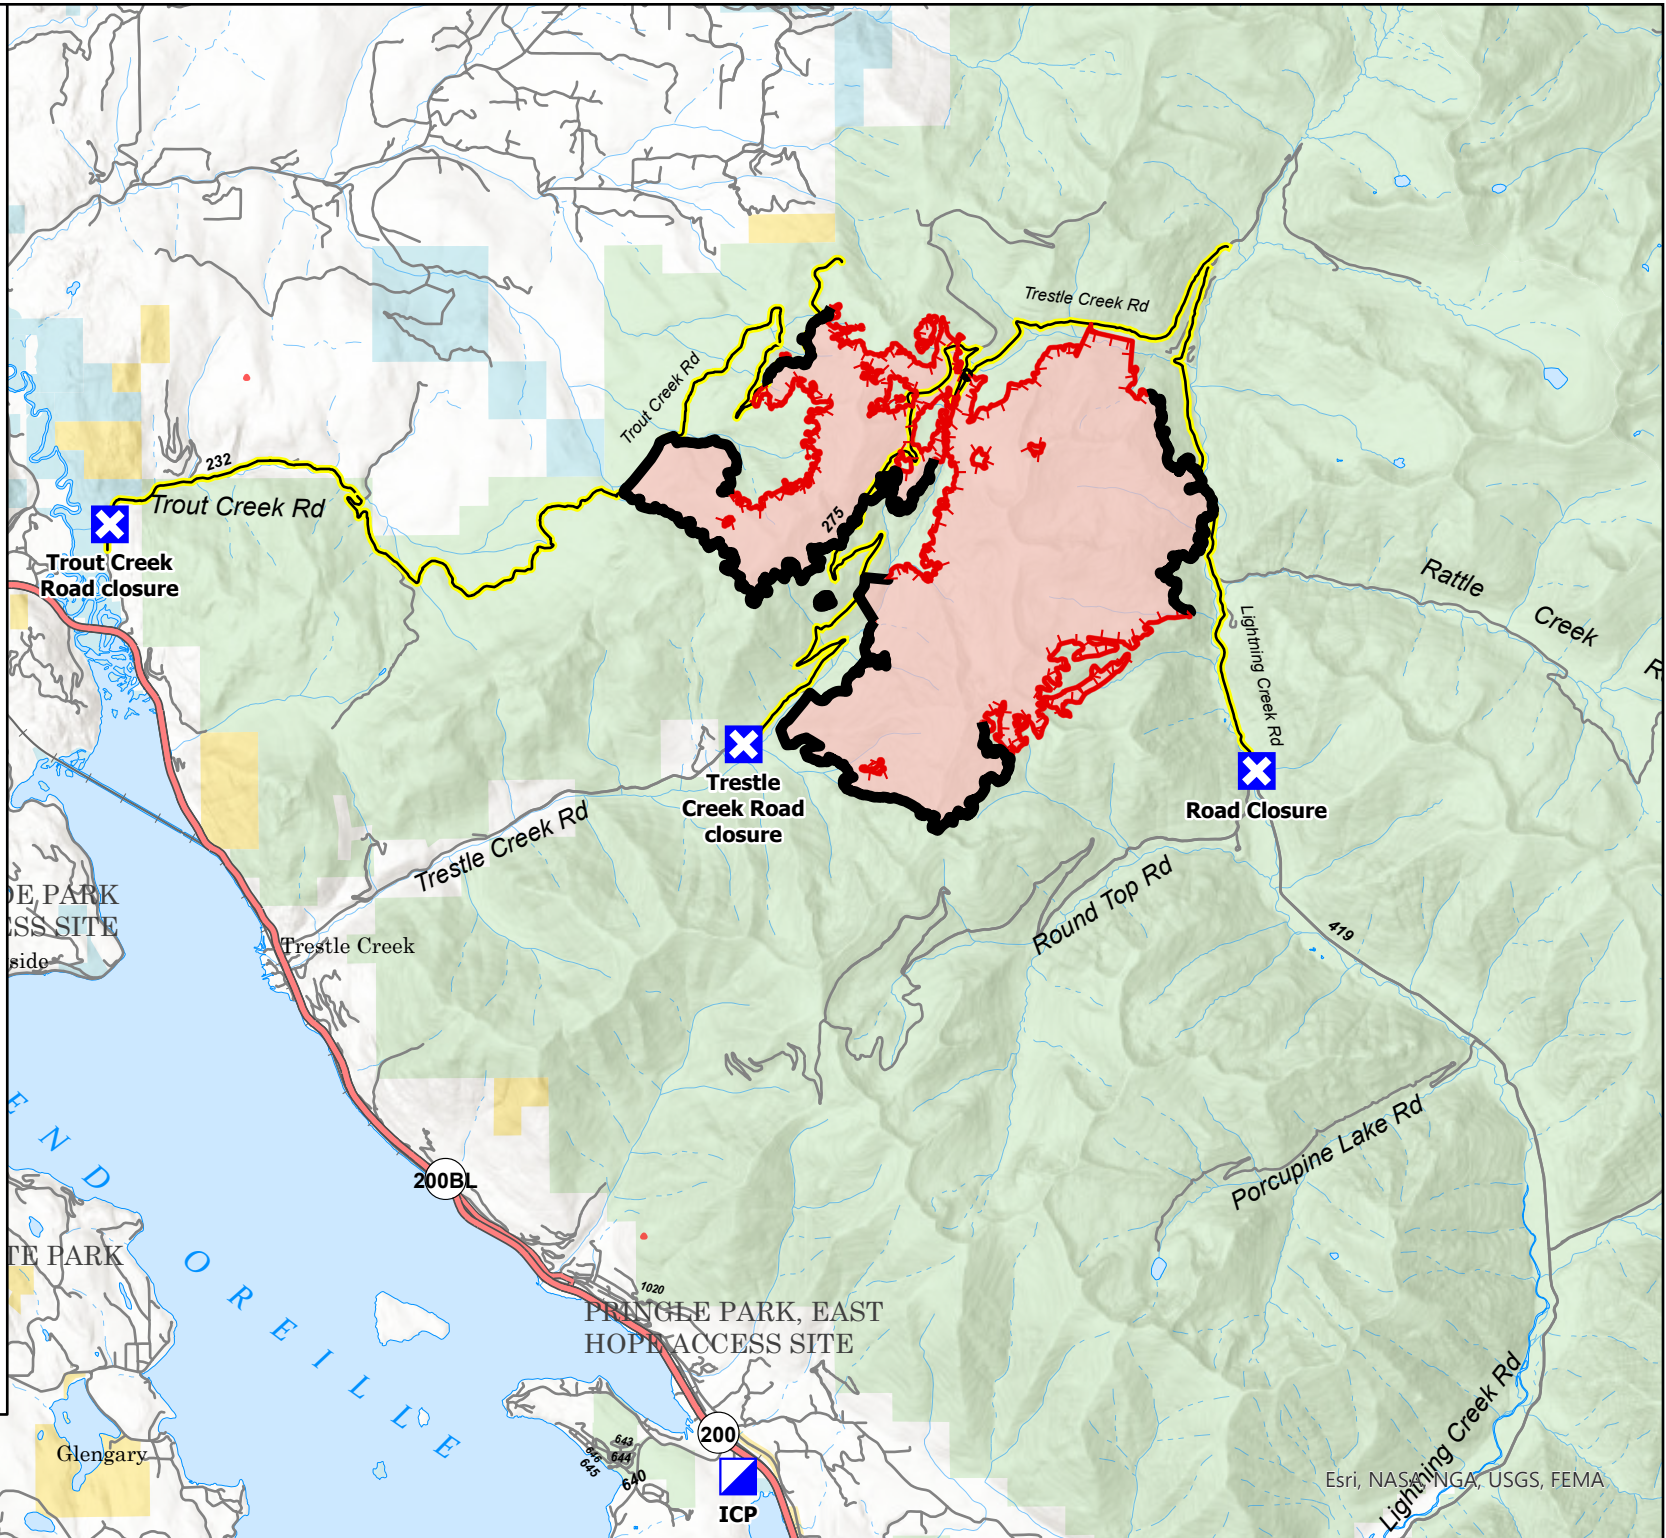 Trestle Creek Rd
Trout Creek Rd
232
Trout Creek Rd
Trout Creek
Road closure
275
Rattle
Creek
R
Lightning Creek Rd
Trestle
Creek Road
closure
Road Closure
Trestle Creek Rd
Round Top Rd
DE PARK
ESS SITE
side
Trestle Creek
419
E N D
O R E I L L E
200BL
Porcupine Lake Rd
TE PARK
1020
PRINGLE PARK, EAST
HOPE ACCESS SITE
200
643
644
646
645
640
Glengary
ICP
Lightning Creek Rd
Esri, NASA, NGA, USGS, FEMA